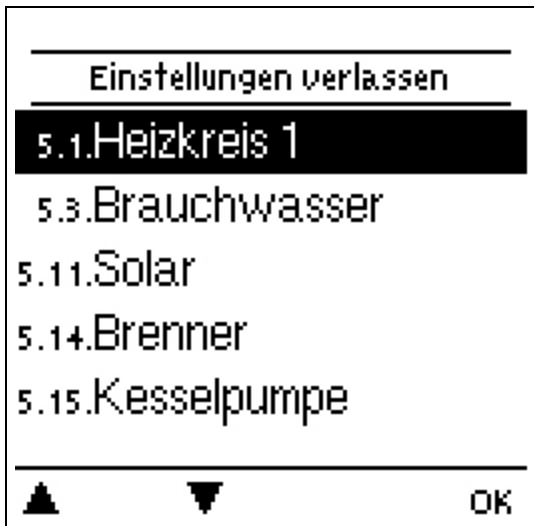 Einstellungen verlassen
5.1.Heizkreis 1
5.3.Brauchwasser
5.11.Solar
5.14.Brenner
5.15.Kesselpumpe
OK